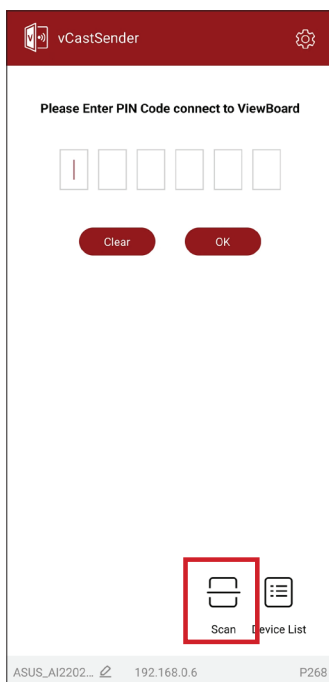 vCastSender
Please Enter PIN Code connect to ViewBoard
Clear OK
Scan Device List
ASUS_AI2202... 192.168.0.6 P268